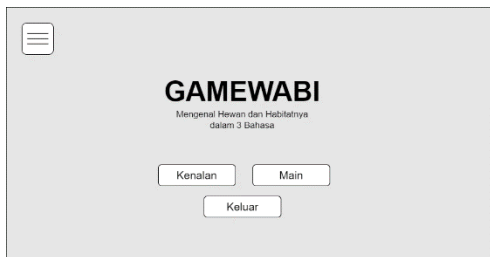 GAMEWABI
Mengenal Hewan dan Habitatnya
dalam 3 Bahasa
Kenalan
Main
Keluar